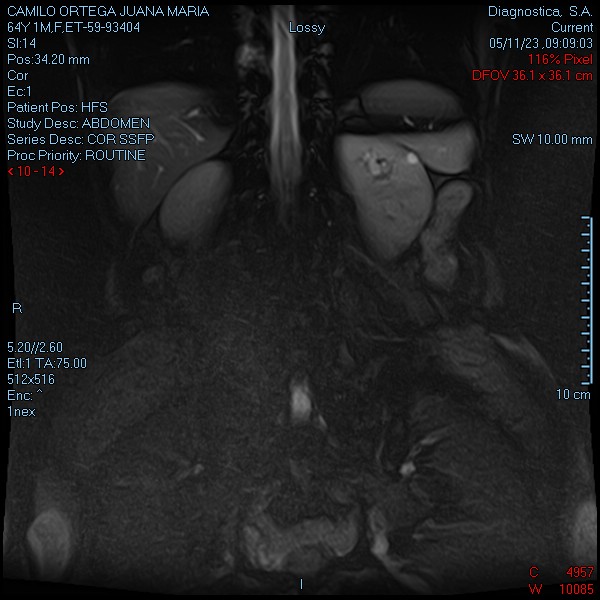 CAMILO ORTEGA JUANA MARIA
64Y 1M,F,ET-59-93404
Sl:14
Pos:34.20 mm
Cor
Ec:1
Patient Pos: HFS
Study Desc: ABDOMEN
Series Desc: COR SSFP
Proc Priority: ROUTINE
< 10 - 14 >
Lossy
Diagnostica, S.A.
Current
05/11/23 ,09:09:03
116% Pixel
DFOV 36.1 x 36.1 cm
SW 10.00 mm
R
5.20//2.60
Etl:1 TA:75.00
512x516
Enc: ^
1nex
10 cm
I
C 4957
W 10085